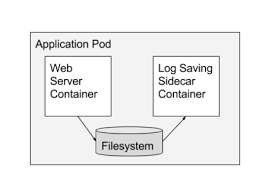 Application Pod
Web
Server
Container
Log Saving
Sidecar
Container
Filesystem